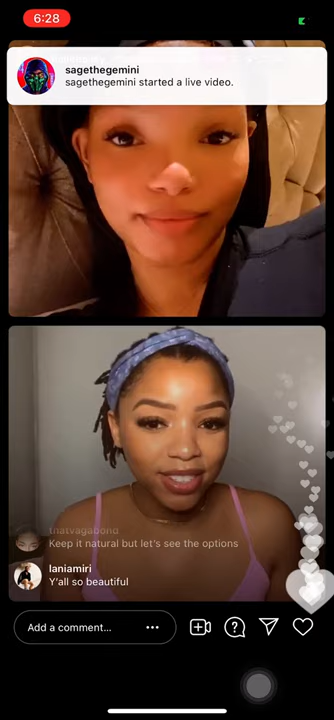 6:28
sagethegemini
sagethegemini started a live video.
thatvagabond
Keep it natural but let's see the options
laniamiri
Y'all so beautiful
Add a comment...